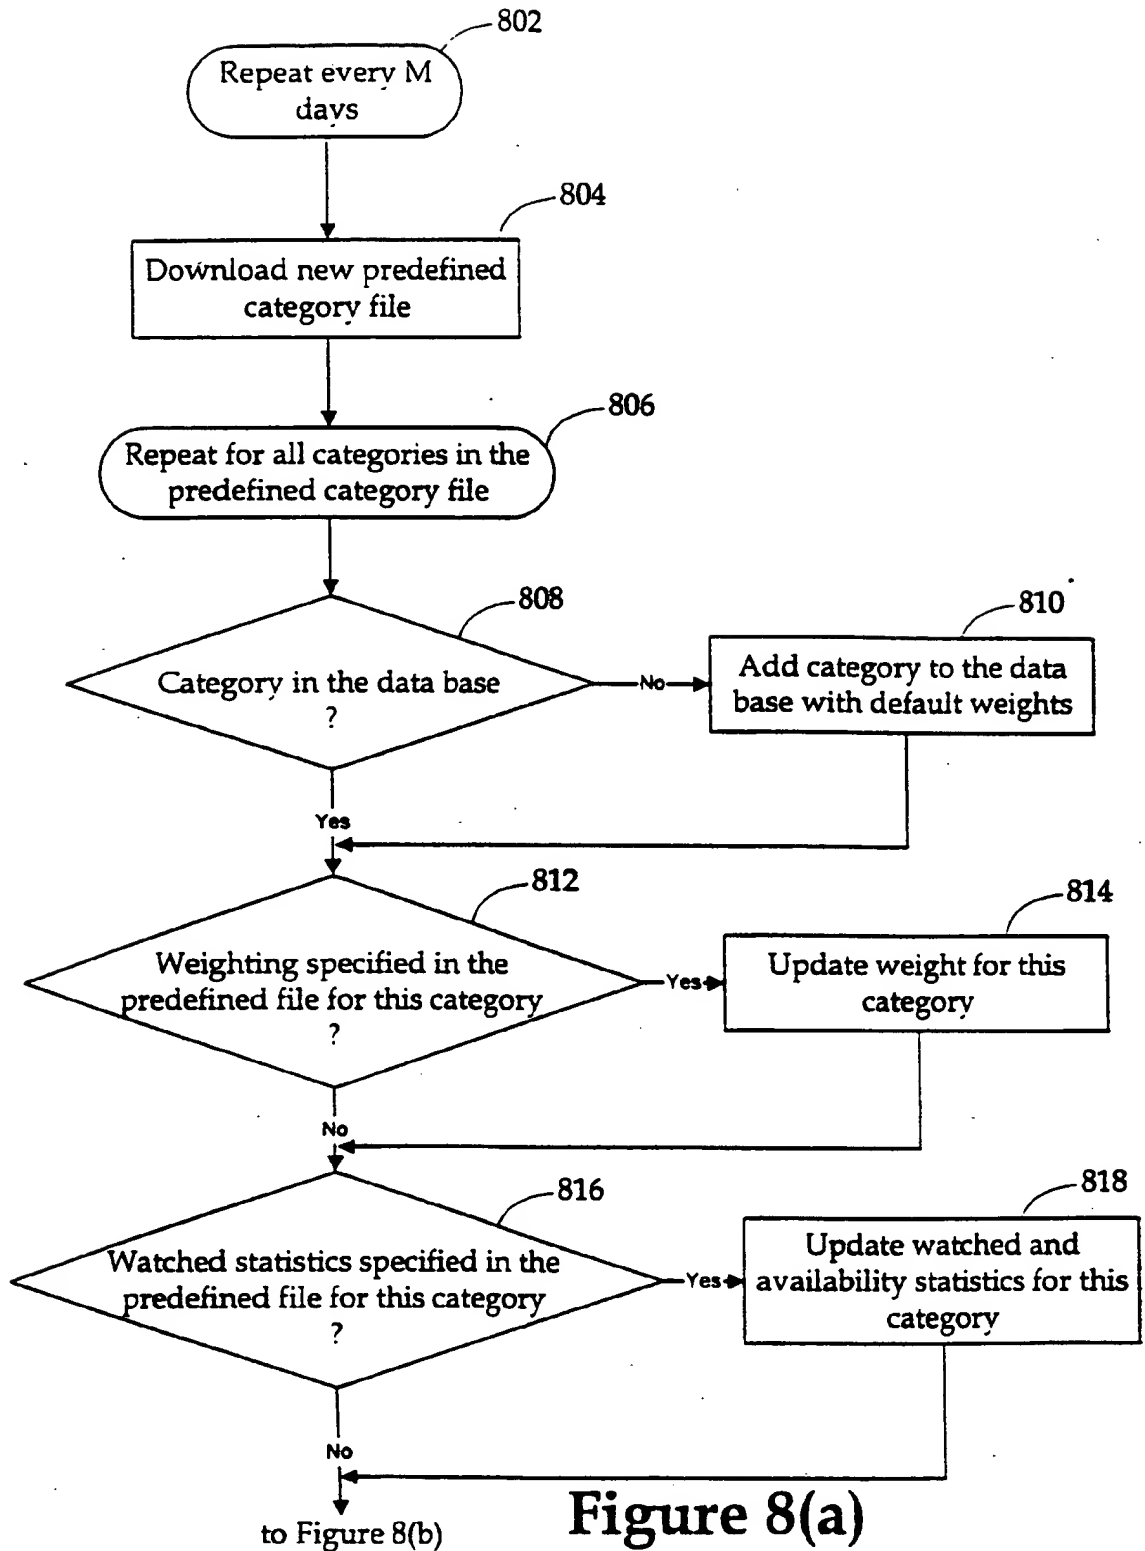 802
Repeat every M
days
804
Download new predefined
category file
806
Repeat for all categories in the
predefined category file
808
Category in the data base
?
No
810
Add category to the data
base with default weights
Yes
812
Weighting specified in the
predefined file for this category
?
Yes
814
Update weight for this
category
No
816
Watched statistics specified in the
predefined file for this category
?
Yes
818
Update watched and
availability statistics for this
category
No
to Figure 8(b)
Figure 8(a)